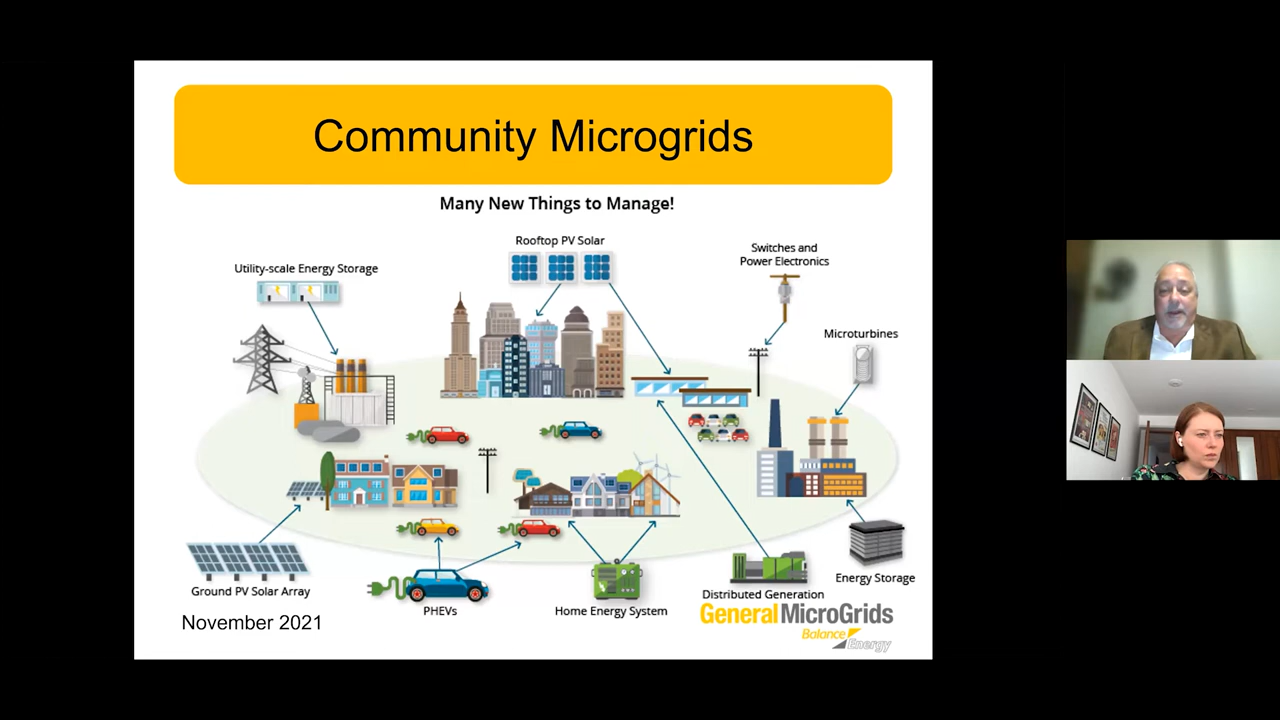 Community Microgrids
Many New Things to Manage!
Rooftop PV Solar
Switches and
Power Electronics
Utility-scale Energy Storage
Microturbines
Ground PV Solar Array
PHEVs
Home Energy System
Distributed Generation
Energy Storage
November 2021
General MicroGrids
Balance
Energy